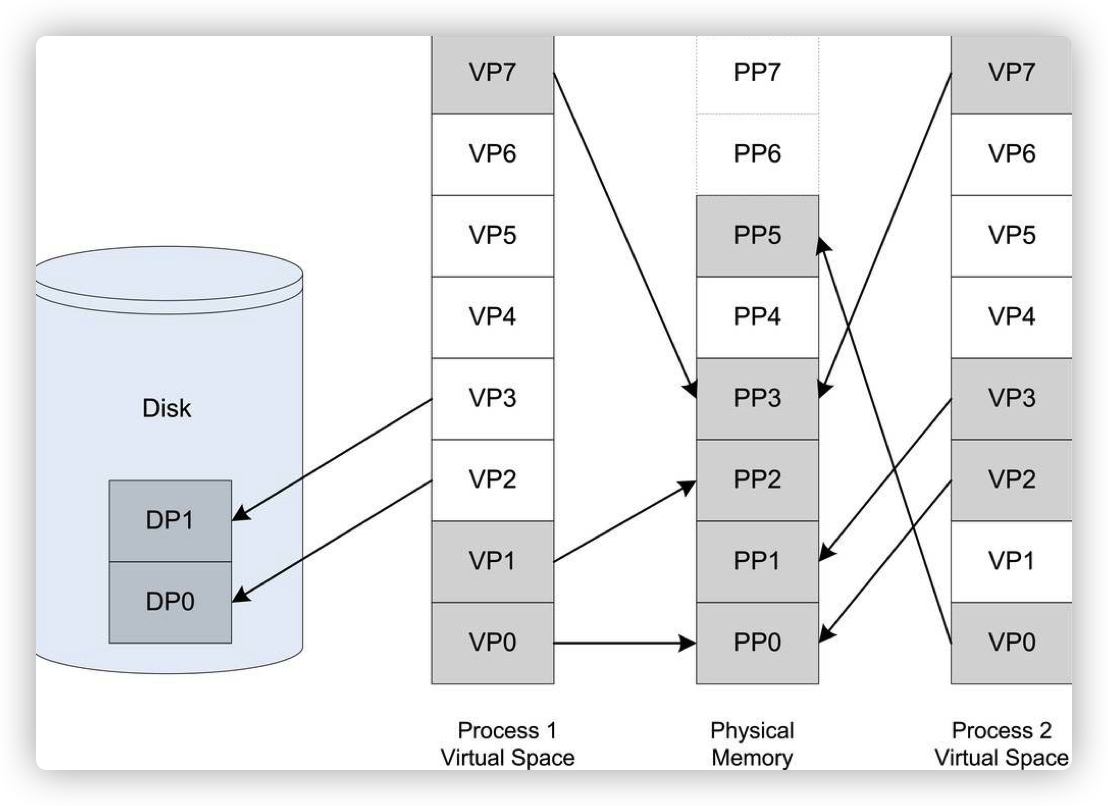 VP7
PP7
VP7
VP6
PP6
VP6
VP5
PP5
VP5
VP4
PP4
VP4
Disk
VP3
PP3
VP3
VP2
PP2
VP2
DP1
VP1
PP1
VP1
DP0
VP0
PP0
VP0
Process 1
Virtual Space
Physical
Memory
Process 2
Virtual Space